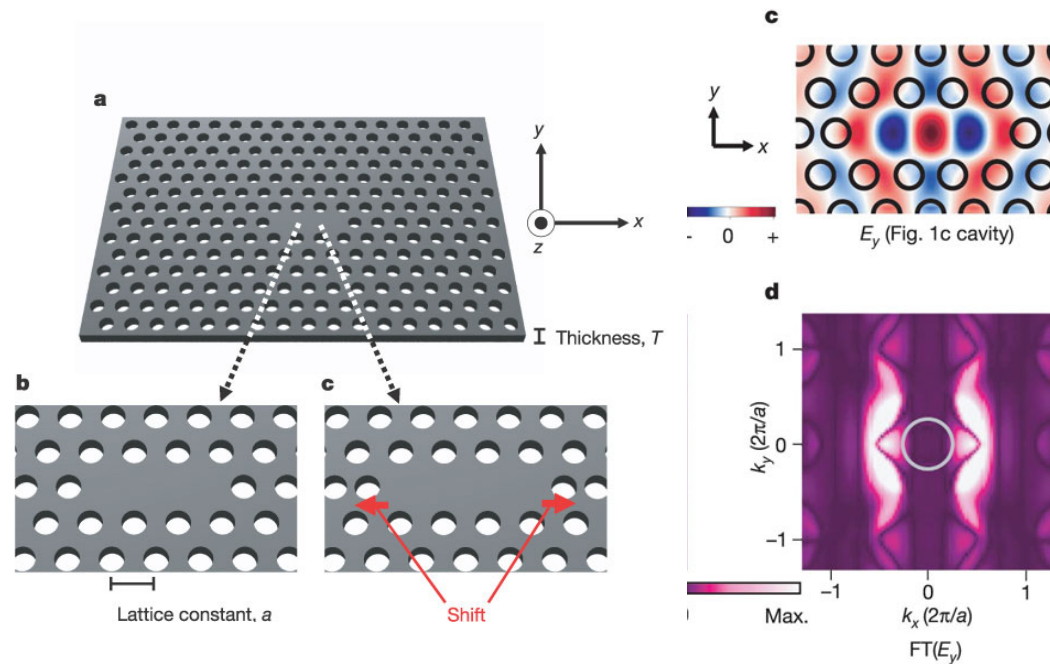 a
y
x
z
Thickness, T
b
c
Lattice constant, a
Shift
c
y
x
- 0 +
E_y (Fig. 1c cavity)
d
1
0
-1
k_y (2π/a)
-1 0 1
Max.
k_x (2π/a)
FT(E_y)